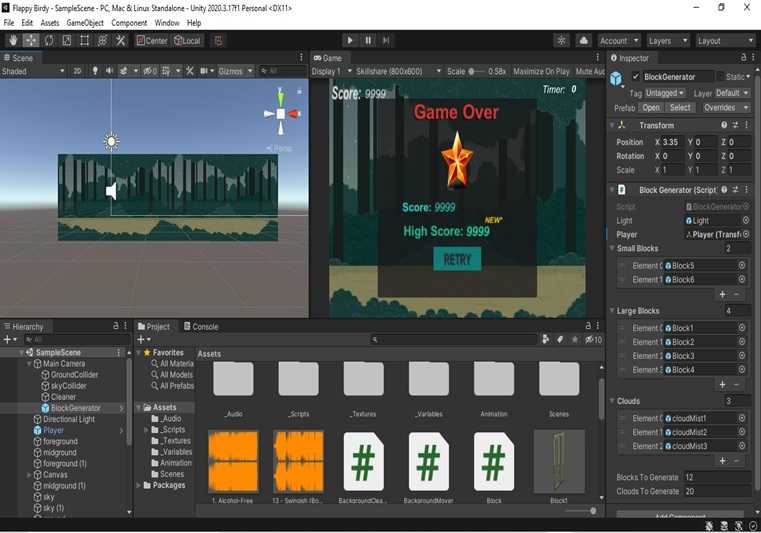 Flappy Birdy - SampleScene - PC, Mac & Linux Standalone - Unity 2020.3.17f1 Personal <DX11>
File Edit Assets GameObject Component Window Help
Center Local Account Layers Layout
Scene
Shaded 2D 0 Gizmos All
Persp
Game
Display 1 Skillshare (800x600) Scale 0.58x Maximize On Play Mute Au
Score: 9999 Timer: 0
Game Over
Score: 9999
NEW*
High Score: 9999
RETRY
Inspector
BlockGenerator Static
Tag Untagged Layer Default
Prefab Open Select Overrides
Transform
Position X 3.35 Y 0 Z 0
Rotation X 0 Y 0 Z 0
Scale X 1 Y 1 Z 1
Block Generator (Script)
Script BlockGenerator
Light Light
Player Player (Transf
Small Blocks 2
Element 0 Block5
Element 1 Block6
Large Blocks 4
Element 0 Block1
Element 1 Block2
Element 2 Block3
Element 3 Block4
Clouds 3
Element 0 cloudMist1
Element 1 cloudMist2
Element 2 cloudMist3
Blocks To Generate 12
Clouds To Generate 20
Add Component
Hierarchy
All
SampleScene
Main Camera
GroundCollider
skyCollider
Cleaner
BlockGenerator
Directional Light
Player
foreground
midground
foreground (1)
Canvas
midground (1)
sky
sky (1)
Project Console
10
Favorites
All Materia
All Models
All Prefabs
Assets
_Audio
_Scripts
_Textures
_Variables
Animation
Scenes
Packages
Assets
_Audio _Scripts _Textures _Variables Animation Scenes
1. Alcohol-Free 13 - Swingish (Bo... BackgroundClea... BackgroundMover Block Block1